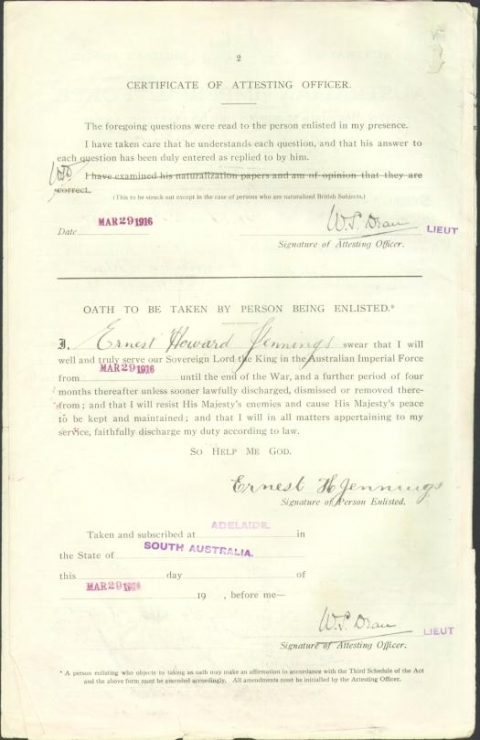 2
CERTIFICATE OF ATTESTING OFFICER.
The foregoing questions were read to the person enlisted in my presence.
I have taken care that he understands each question, and that his answer to
each question has been duly entered as replied to by him.
I have examined his naturalization papers and am of opinion that they are
correct.
(This to be struck out except in the case of persons who are naturalized British Subjects.)
Date MAR 29 1916
LIEUT
Signature of Attesting Officer.
OATH TO BE TAKEN BY PERSON BEING ENLISTED.*
I, Ernest Howard Jennings swear that I will
well and truly serve our Sovereign Lord the King in the Australian Imperial Force
from MAR 29 1916 until the end of the War, and a further period of four
months thereafter unless sooner lawfully discharged, dismissed or removed there-
from; and that I will resist His Majesty's enemies and cause His Majesty's peace
to be kept and maintained; and that I will in all matters appertaining to my
service, faithfully discharge my duty according to law.
SO HELP ME GOD.
Ernest H Jennings
Signature of Person Enlisted.
Taken and subscribed at ADELAIDE. in
the State of SOUTH AUSTRALIA.
this day of
MAR 29 1916 19 , before me—
LIEUT
Signature of Attesting Officer.
* A person enlisting who objects to taking an oath may make an affirmation in accordance with the Third Schedule of the Act
and the above form must be amended accordingly. All amendments must be initialled by the Attesting Officer.